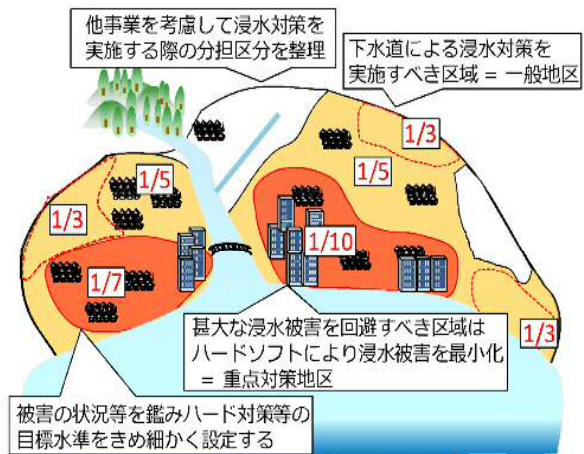 他事業を考慮して浸水対策を
実施する際の分担区分を整理
下水道による浸水対策を
実施すべき区域 = 一般地区
1/3
1/5
1/5
1/3
1/10
1/7
1/3
甚大な浸水被害を回避すべき区域は
ハードソフトにより浸水被害を最小化
= 重点対策地区
被害の状況等を鑑みハード対策等の
目標水準をきめ細かく設定する